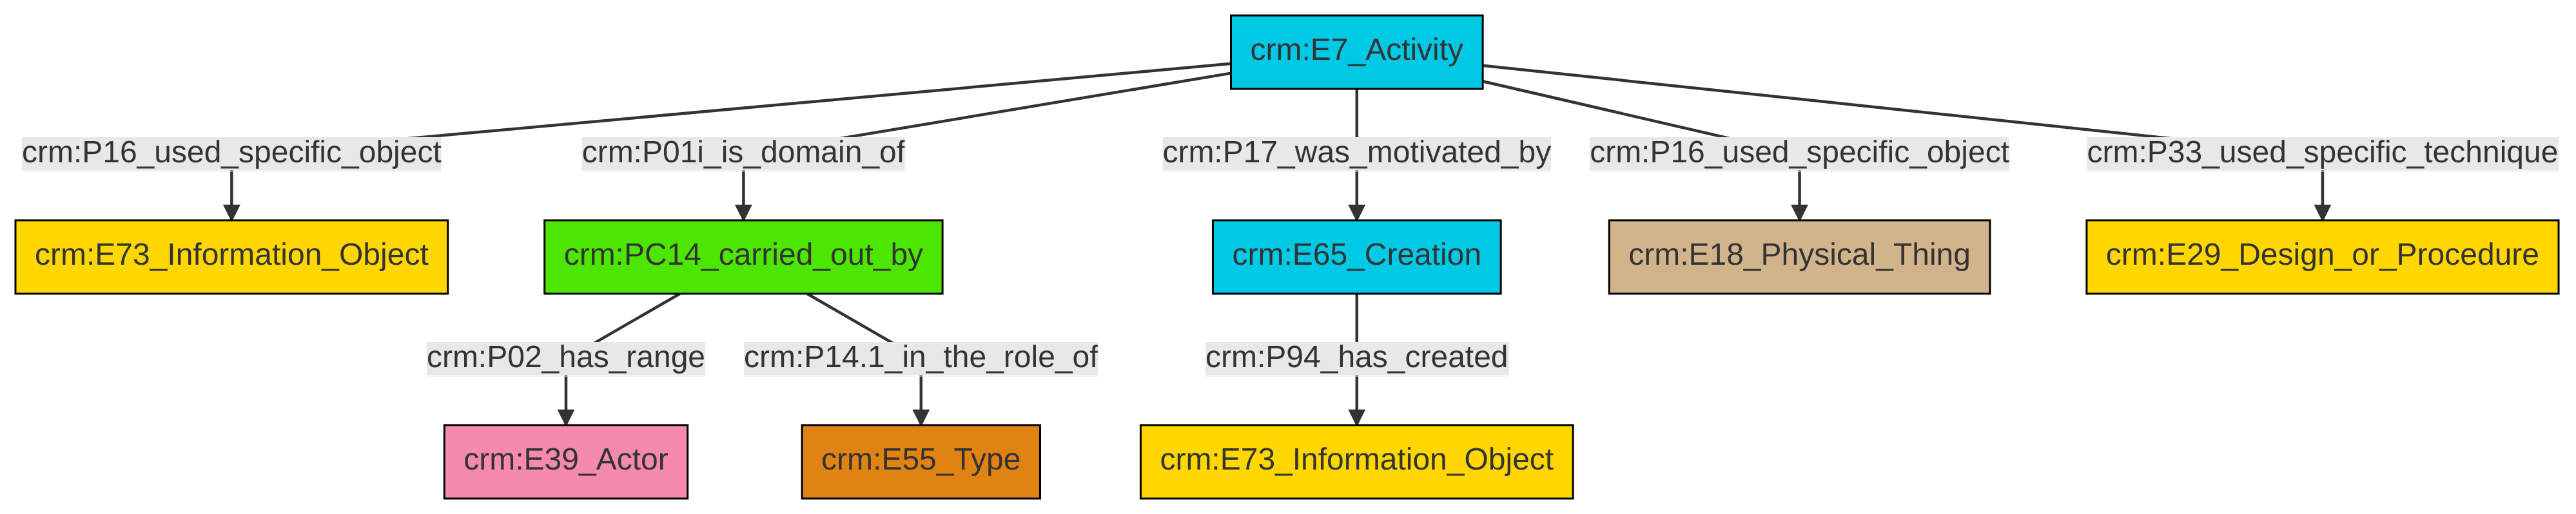 crm:E7_Activity
crm:P16_used_specific_object
crm:P01i_is_domain_of
crm:P17_was_motivated_by
crm:P16_used_specific_object
crm:P33_used_specific_technique
crm:E73_Information_Object
crm:PC14_carried_out_by
crm:E65_Creation
crm:E18_Physical_Thing
crm:E29_Design_or_Procedure
crm:P02_has_range
crm:P14.1_in_the_role_of
crm:P94_has_created
crm:E39_Actor
crm:E55_Type
crm:E73_Information_Object